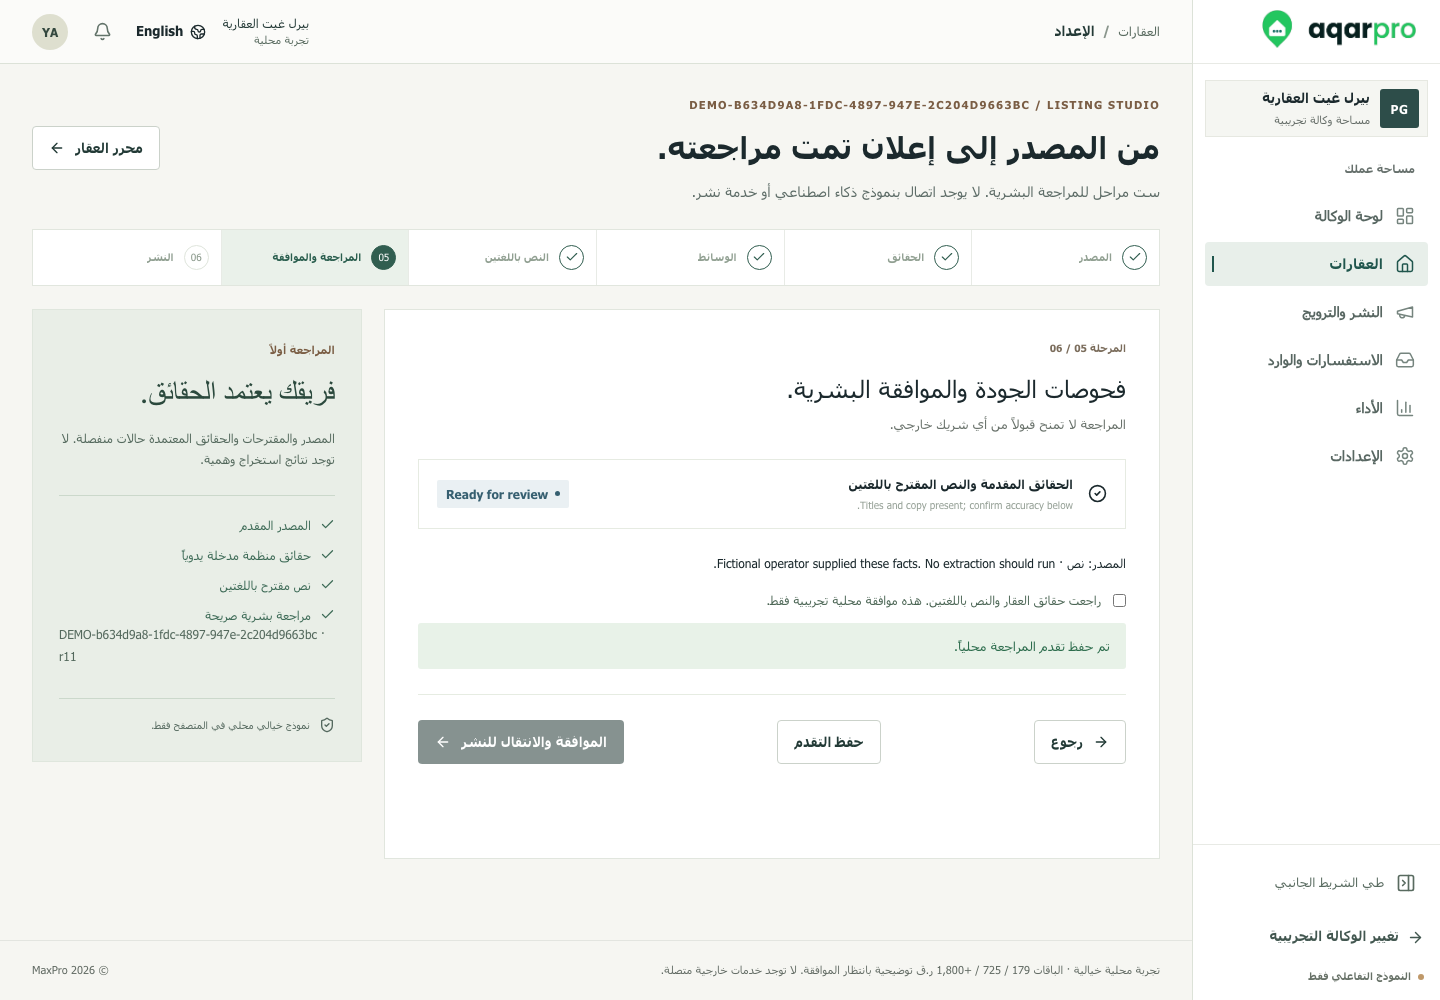 aqarpro
PG
بيرل غيت العقارية
مساحة وكالة تجريبية
مساحة عملك
لوحة الوكالة
العقارات
النشر والترويج
الاستفسارات والوارد
الأداء
الإعدادات
طي الشريط الجانبي
تغيير الوكالة التجريبية
النموذج التفاعلي فقط
العقارات / الإعداد
بيرل غيت العقارية
تجربة محلية
English
YA
DEMO-B634D9A8-1FDC-4897-947E-2C204D9663BC / LISTING STUDIO
من المصدر إلى إعلان تمت مراجعته.
ست مراحل للمراجعة البشرية. لا يوجد اتصال بنموذج ذكاء اصطناعي أو خدمة نشر.
محرر العقار
المصدر
الحقائق
الوسائط
النص باللغتين
05 المراجعة والموافقة
06 النشر
المرحلة 05 / 06
فحوصات الجودة والموافقة البشرية.
المراجعة لا تمنح قبولاً من أي شريك خارجي.
الحقائق المقدمة والنص المقترح باللغتين
Titles and copy present; confirm accuracy below.
Ready for review
المصدر: نص · Fictional operator supplied these facts. No extraction should run.
راجعت حقائق العقار والنص باللغتين. هذه موافقة محلية تجريبية فقط.
تم حفظ تقدم المراجعة محلياً.
رجوع
حفظ التقدم
الموافقة والانتقال للنشر
المراجعة أولاً
فريقك يعتمد الحقائق.
المصدر والمقترحات والحقائق المعتمدة حالات منفصلة. لا
توجد نتائج استخراج وهمية.
المصدر المقدم
حقائق منظمة مدخلة يدوياً
نص مقترح باللغتين
مراجعة بشرية صريحة
DEMO-b634d9a8-1fdc-4897-947e-2c204d9663bc ·
r11
نموذج خيالي محلي في المتصفح فقط.
تجربة محلية خيالية · الباقات 179 / 725 / +1,800 ر.ق توضيحية بانتظار الموافقة. لا توجد خدمات خارجية متصلة.
© 2026 MaxPro